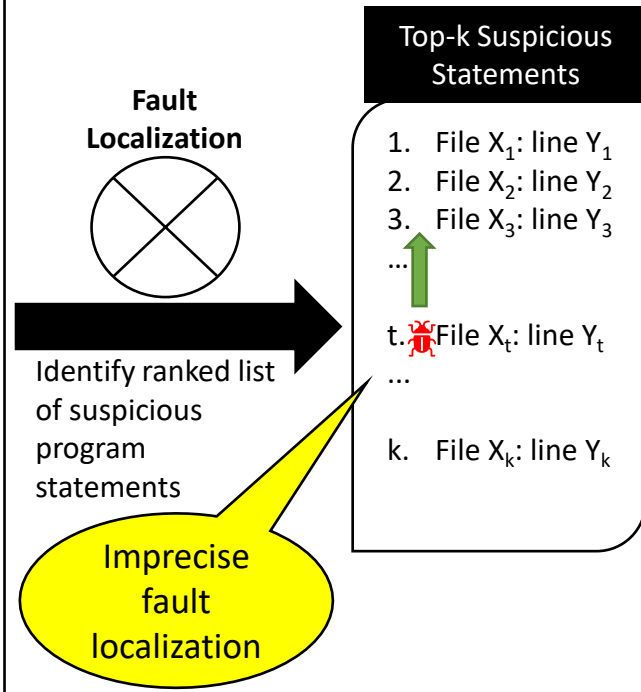 Top-k Suspicious
Statements
Fault
Localization
1. File X₁: line Y₁
2. File X₂: line Y₂
3. File X₃: line Y₃
...
t. File Xₜ: line Yₜ
...
k. File Xₖ: line Yₖ
Identify ranked list
of suspicious
program
statements
Imprecise
fault
localization